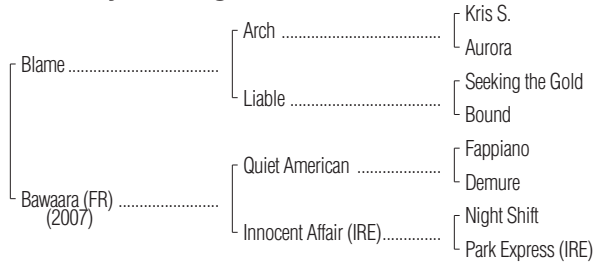 Kris S.
Arch ......................................
Aurora
Blame ....................................
Seeking the Gold
Liable ....................................
Bound
Fappiano
Quiet American ....................
Demure
Bawaara (FR) ........................
(2007)
Night Shift
Innocent Affair (IRE)..............
Park Express (IRE)